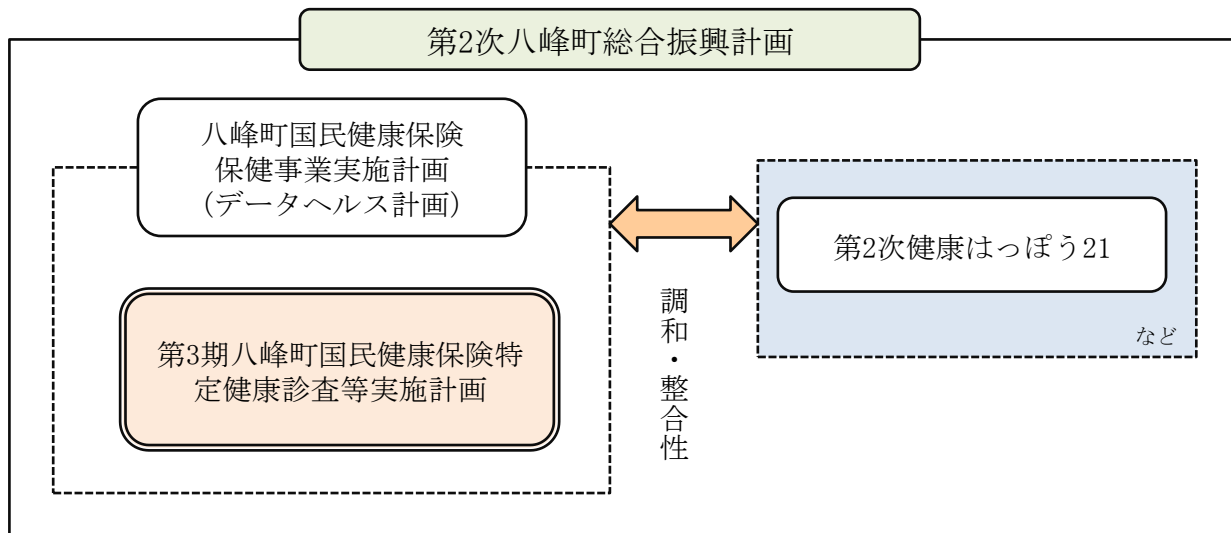 第2次八峰町総合振興計画
八峰町国民健康保険
保健事業実施計画
(データヘルス計画)
第3期八峰町国民健康保険特
定健康診査等実施計画
調和・整合性
第2次健康はっぽう21
など